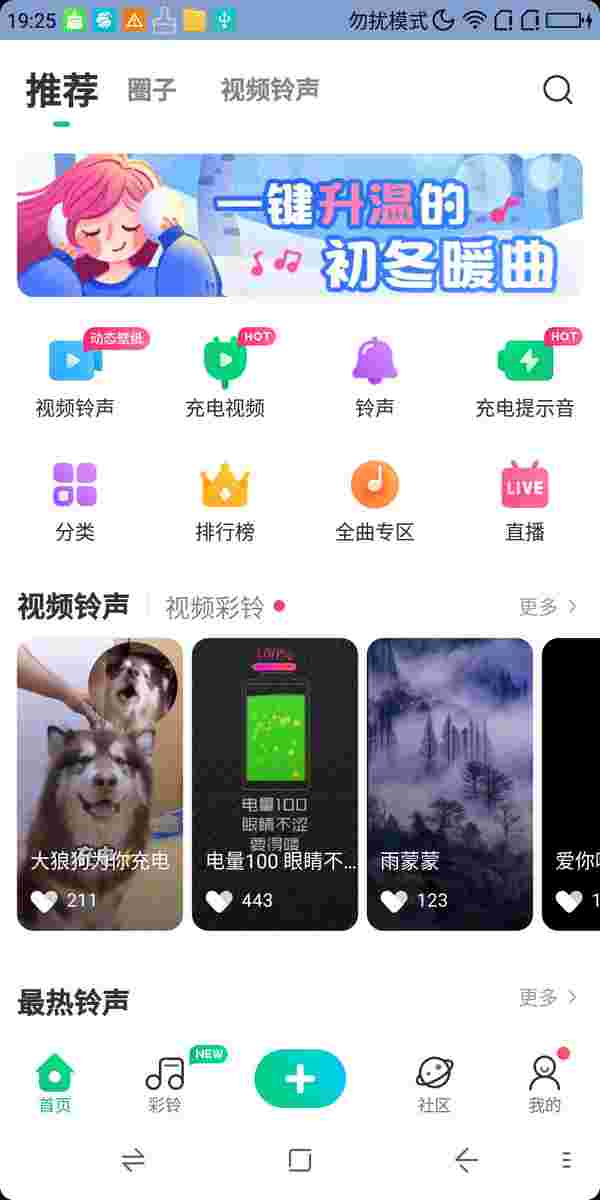 19:25
勿扰模式
推荐
圈子
视频铃声
一键升温的
初冬暖曲
动态壁纸
HOT
HOT
视频铃声
充电视频
铃声
充电提示音
LIVE
分类
排行榜
全曲专区
直播
视频铃声
视频彩铃
更多
100%
电量100
眼睛不涩
要得喽
大狼狗为你充电
电量100 眼睛不...
雨蒙蒙
爱你
211
443
123
1
最热铃声
更多
NEW
首页
彩铃
社区
我的